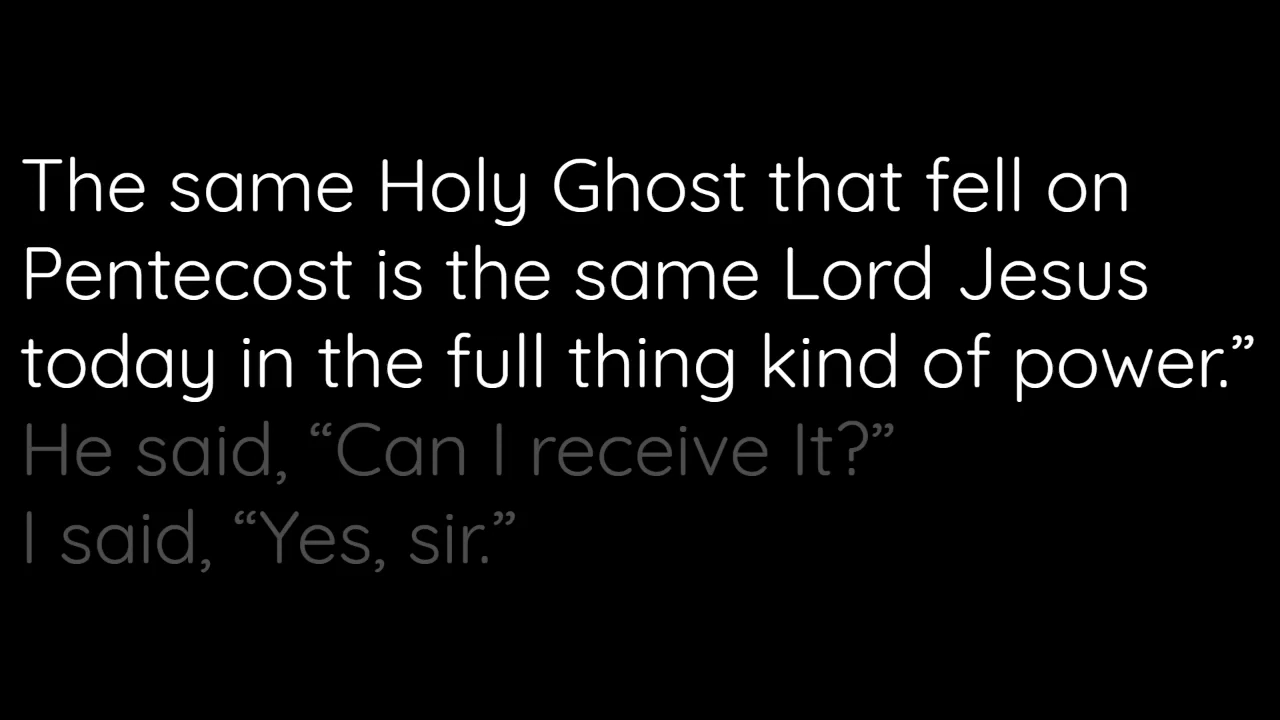 The same Holy Ghost that fell on
Pentecost is the same Lord Jesus
today in the full thing kind of power.”
He said, “Can I receive It?”
I said, “Yes, sir.”